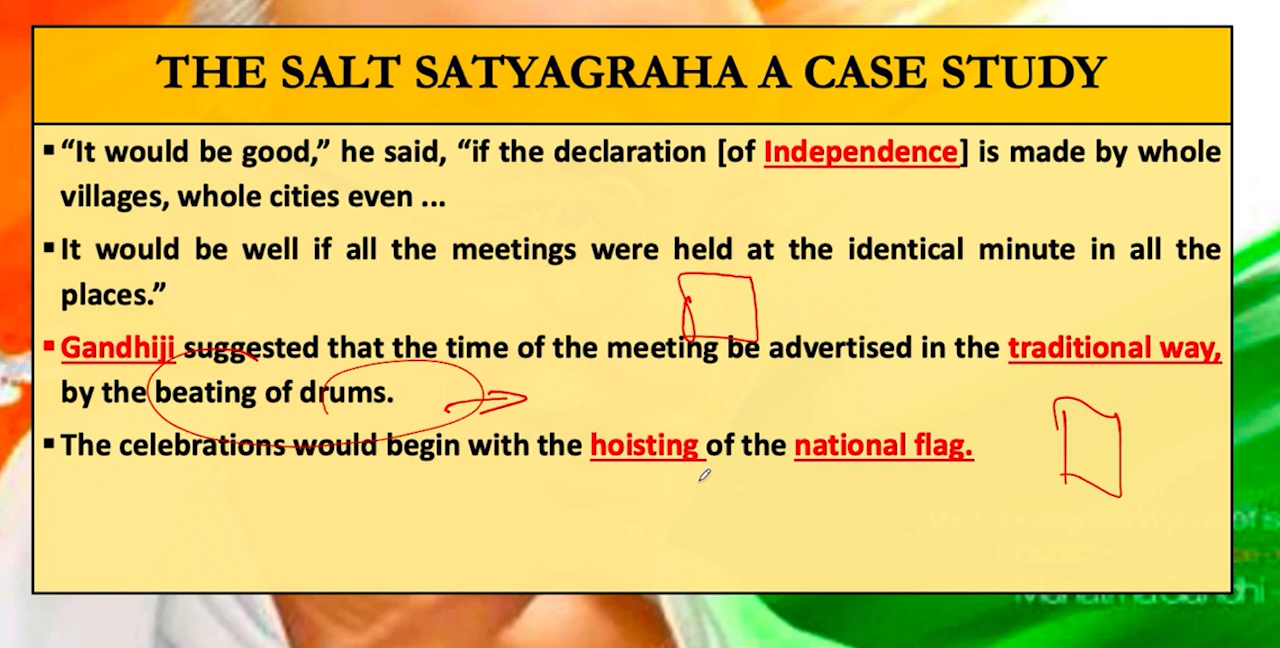 THE SALT SATYAGRAHA A CASE STUDY
▪ “It would be good,” he said, “if the declaration [of Independence] is made by whole
villages, whole cities even ...
▪ It would be well if all the meetings were held at the identical minute in all the
places.”
▪ Gandhiji suggested that the time of the meeting be advertised in the traditional way,
by the beating of drums.
▪ The celebrations would begin with the hoisting of the national flag.
Mahatma Gandhi